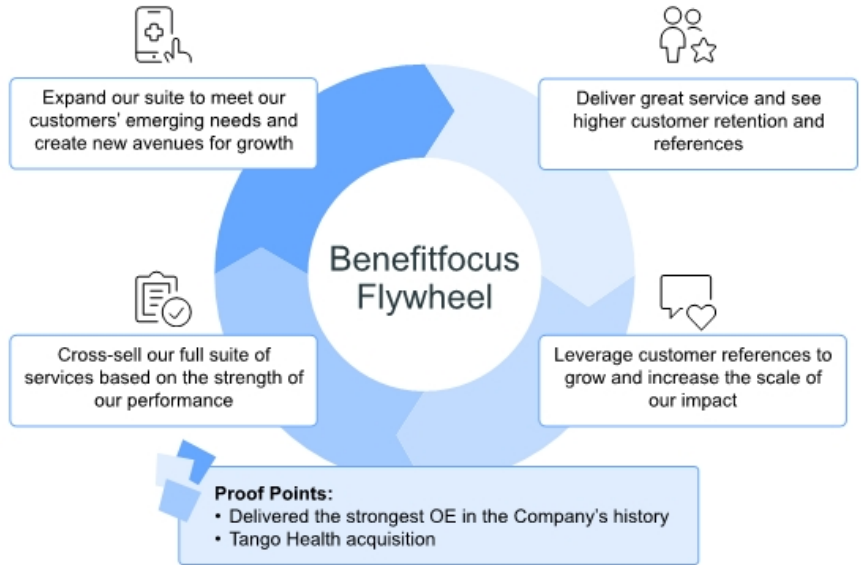 Expand our suite to meet our
customers' emerging needs and
create new avenues for growth
Deliver great service and see
higher customer retention and
references
Benefitfocus
Flywheel
Cross-sell our full suite of
services based on the strength of
our performance
Leverage customer references to
grow and increase the scale of
our impact
Proof Points:
• Delivered the strongest OE in the Company's history
• Tango Health acquisition